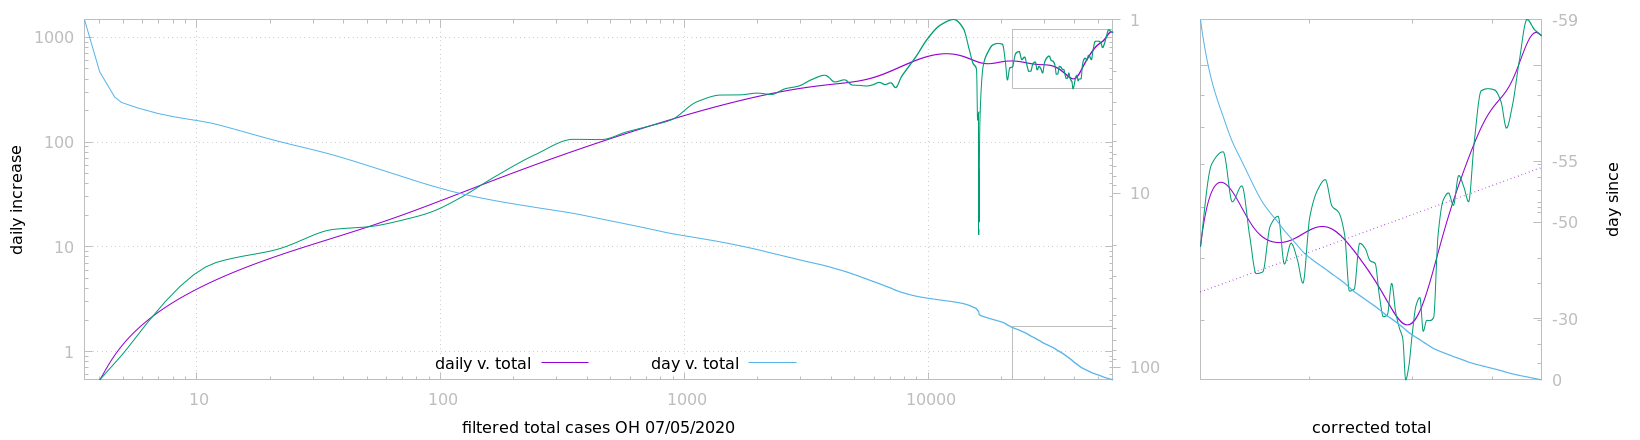 1000
100
10
1
daily increase
10
100
1000
10000
filtered total cases OH 07/05/2020
daily v. total
day v. total
1
10
100
-59
-55
-50
-30
0
day since
corrected total